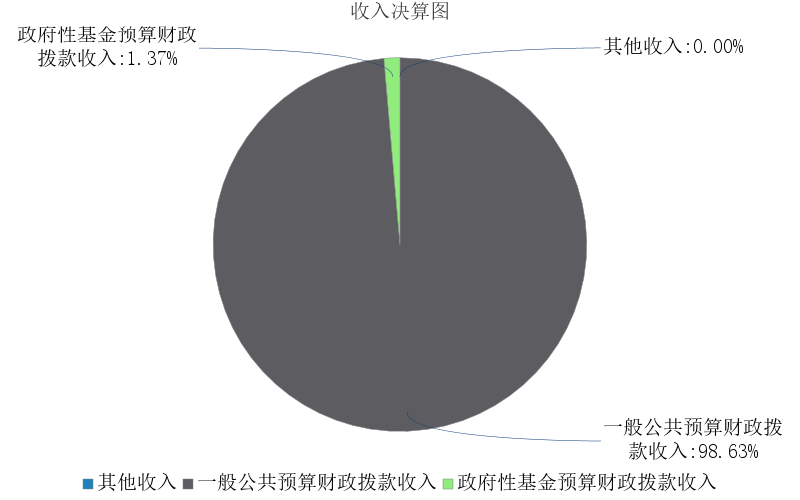 收入决算图
政府性基金预算财政
拨款收入:1.37%
其他收入:0.00%
一般公共预算财政拨
款收入:98.63%
其他收入 一般公共预算财政拨款收入 政府性基金预算财政拨款收入